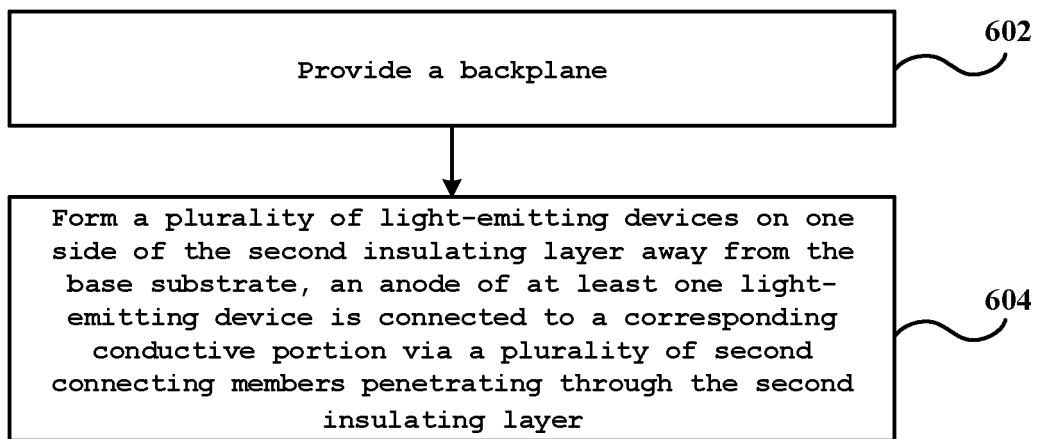 602
Provide a backplane
Form a plurality of light-emitting devices on one
side of the second insulating layer away from the
base substrate, an anode of at least one light-
emitting device is connected to a corresponding
conductive portion via a plurality of second
connecting members penetrating through the second
insulating layer
604